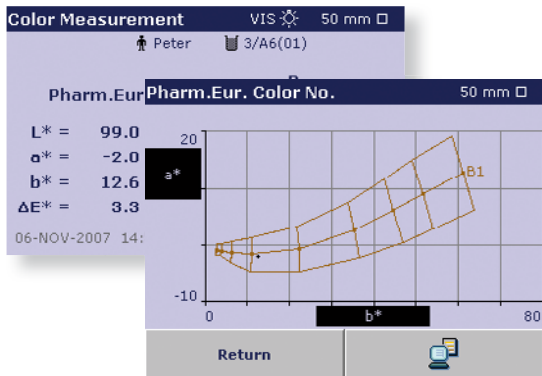 Color Measurement VIS 50 mm
Peter 3/A6(01)
Pharm.Eur
L* = 99.0
a* = -2.0
b* = 12.6
ΔE* = 3.3
06-NOV-2007 14:
Pharm.Eur. Color No. 50 mm
20
a*
B1
-10
0 b* 80
Return